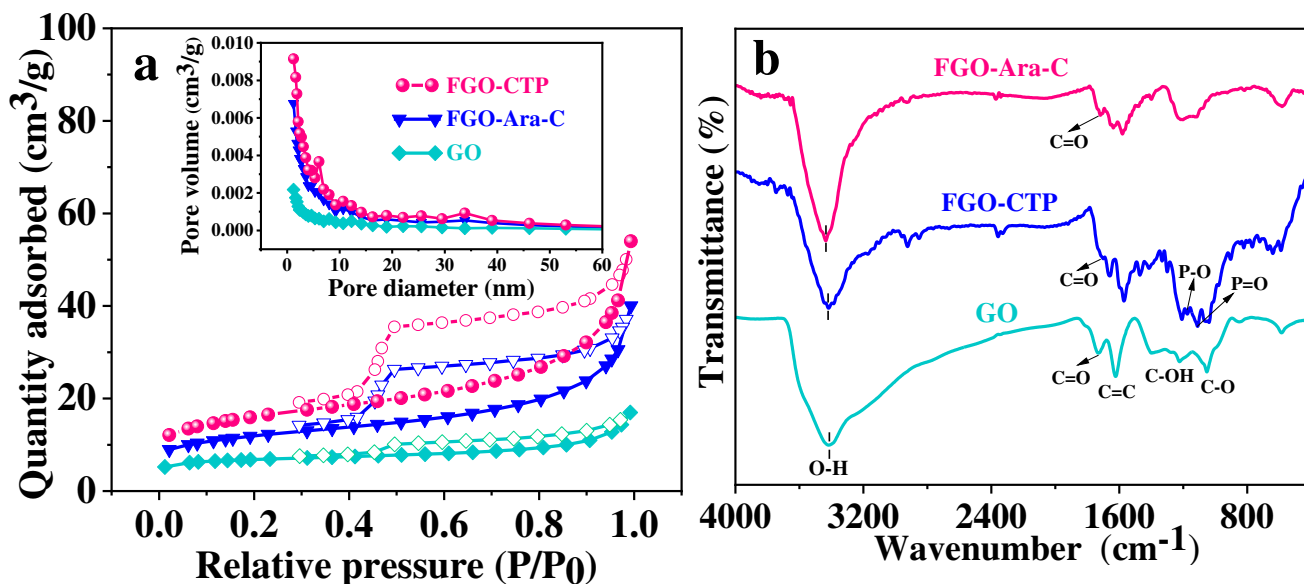 a
Quantity adsorbed (cm³/g)
100
80
60
40
20
0
0.0 0.2 0.4 0.6 0.8 1.0
Relative pressure (P/P0)
Pore volume (cm³/g)
0.010
0.008
0.006
0.004
0.002
0.000
0 10 20 30 40 50 60
Pore diameter (nm)
FGO-CTP
FGO-Ara-C
GO
b
Transmittance (%)
FGO-Ara-C
C=O
FGO-CTP
C=O
P-O
P=O
GO
C=O
C=C
C-OH
C-O
O-H
4000 3200 2400 1600 800
Wavenumber (cm-1)